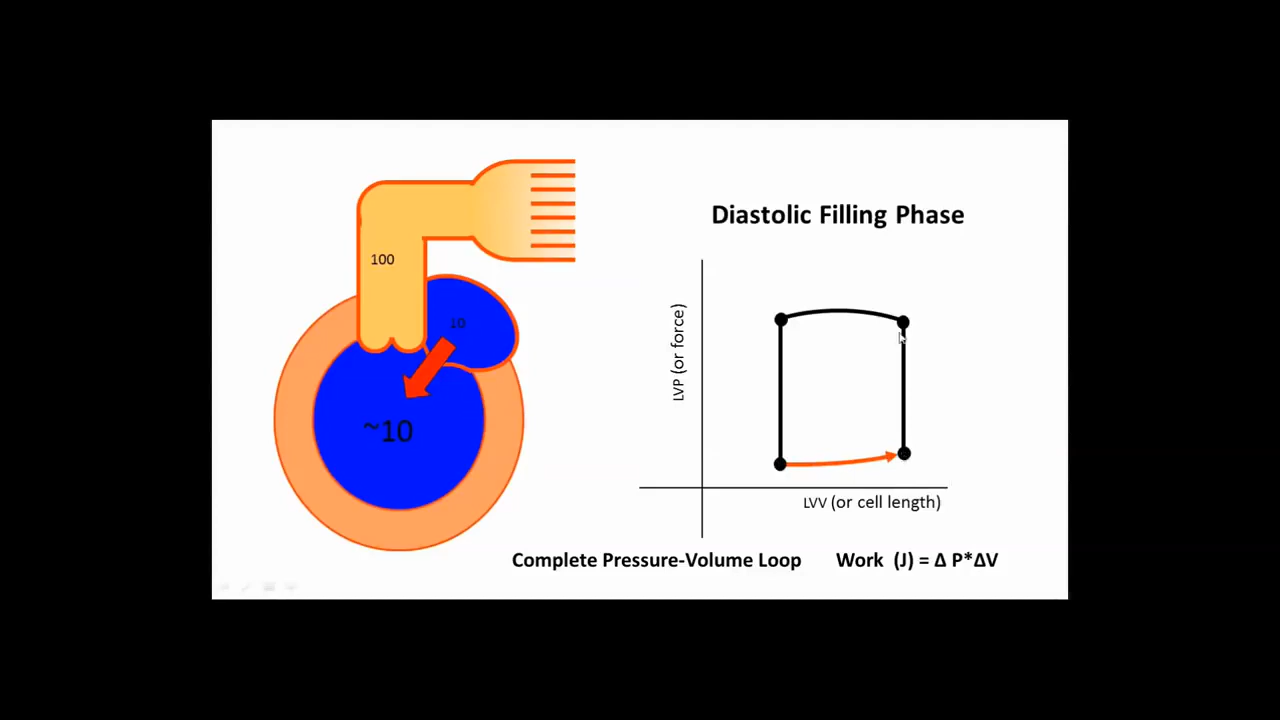 Diastolic Filling Phase
100
10
~10
LVP (or force)
LVV (or cell length)
Complete Pressure-Volume Loop
Work (J) = Δ P*ΔV